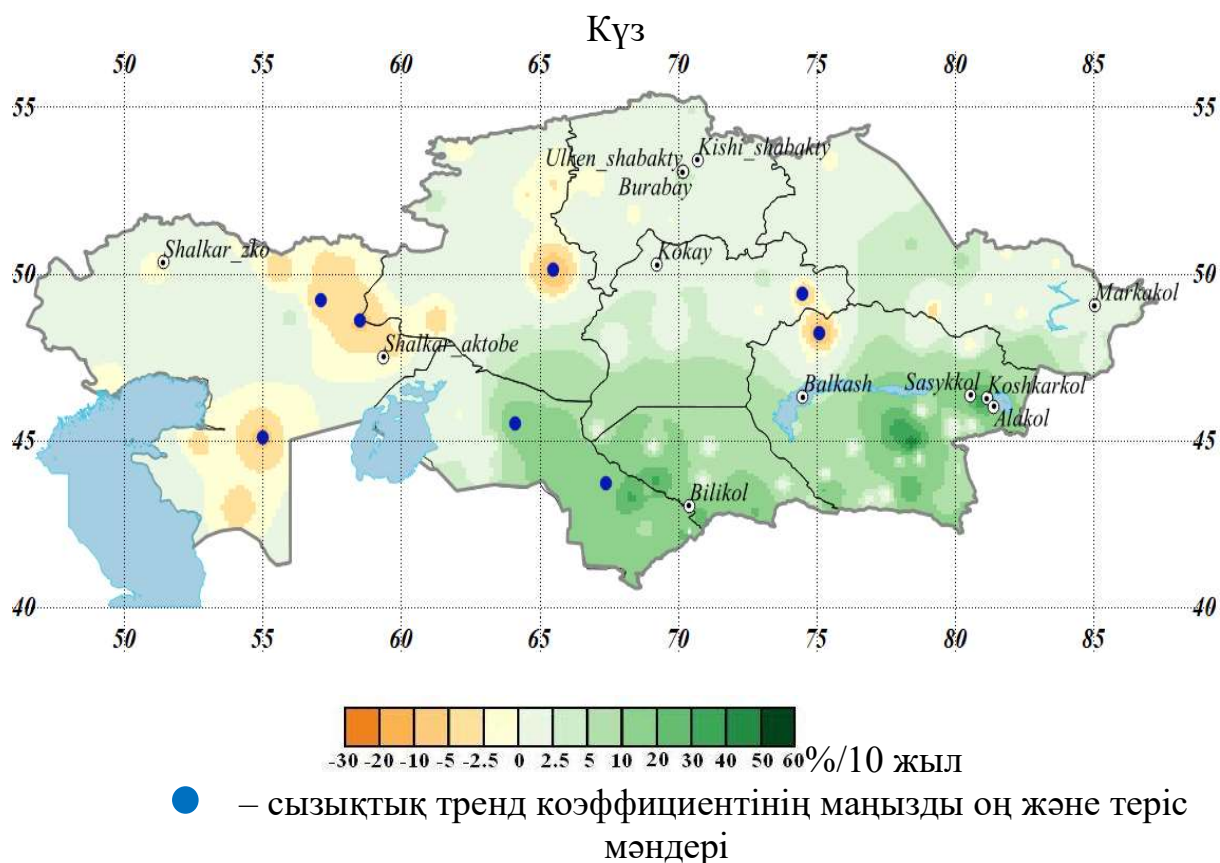 Күз
50 55 60 65 70 75 80 85
55 55
Kishi_shabakty
Ulken_shabakty
Burabay
Shalkar_zko
Kokay
50 50
Markakol
Shalkar_aktobe
Balkash
Sasykkol
Koshkarkol
Alakol
45 45
Bilikol
40 40
50 55 60 65 70 75 80 85
-30 -20 -10 -5 -2.5 0 2.5 5 10 20 30 40 50 60 %/10 жыл
– сызықтық тренд коэффициентінің маңызды оң және теріс
мәндері